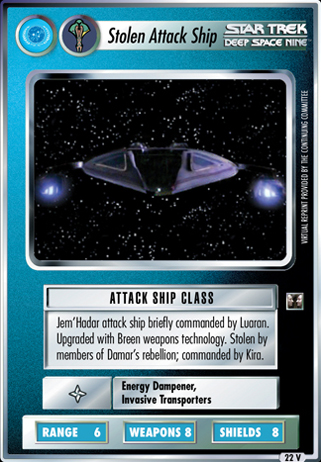 Stolen Attack Ship
STAR TREK
DEEP SPACE NINE
VIRTUAL REPRINT PROVIDED BY THE CONTINUING COMMITTEE
ATTACK SHIP CLASS
Jem'Hadar attack ship briefly commanded by Luaran.
Upgraded with Breen weapons technology. Stolen by
members of Damar's rebellion; commanded by Kira.
Energy Dampener,
Invasive Transporters
RANGE 6 WEAPONS 8 SHIELDS 8
22 V